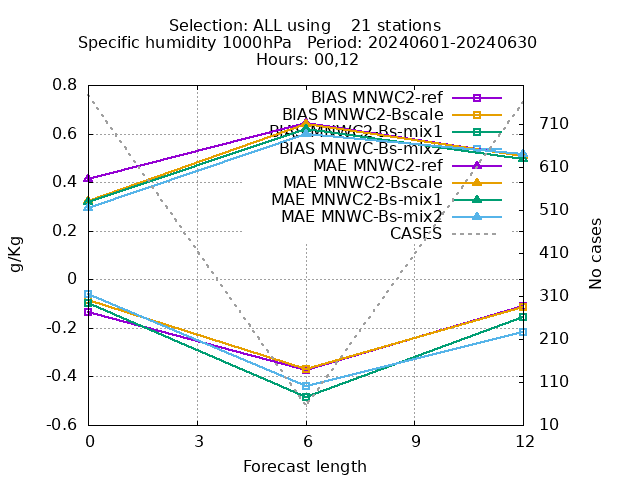 Selection: ALL using    21 stations
Specific humidity 1000hPa   Period: 20240601-20240630
Hours: 00,12
BIAS MNWC2-ref
BIAS MNWC2-Bscale
BIAS MNWC2-Bs-mix1
BIAS MNWC-Bs-mix2
MAE MNWC2-ref
MAE MNWC2-Bscale
MAE MNWC2-Bs-mix1
MAE MNWC-Bs-mix2
CASES
0.8
0.6
0.4
0.2
0
-0.2
-0.4
-0.6
g/Kg
710
610
510
410
310
210
110
10
No cases
0 3 6 9 12
Forecast length